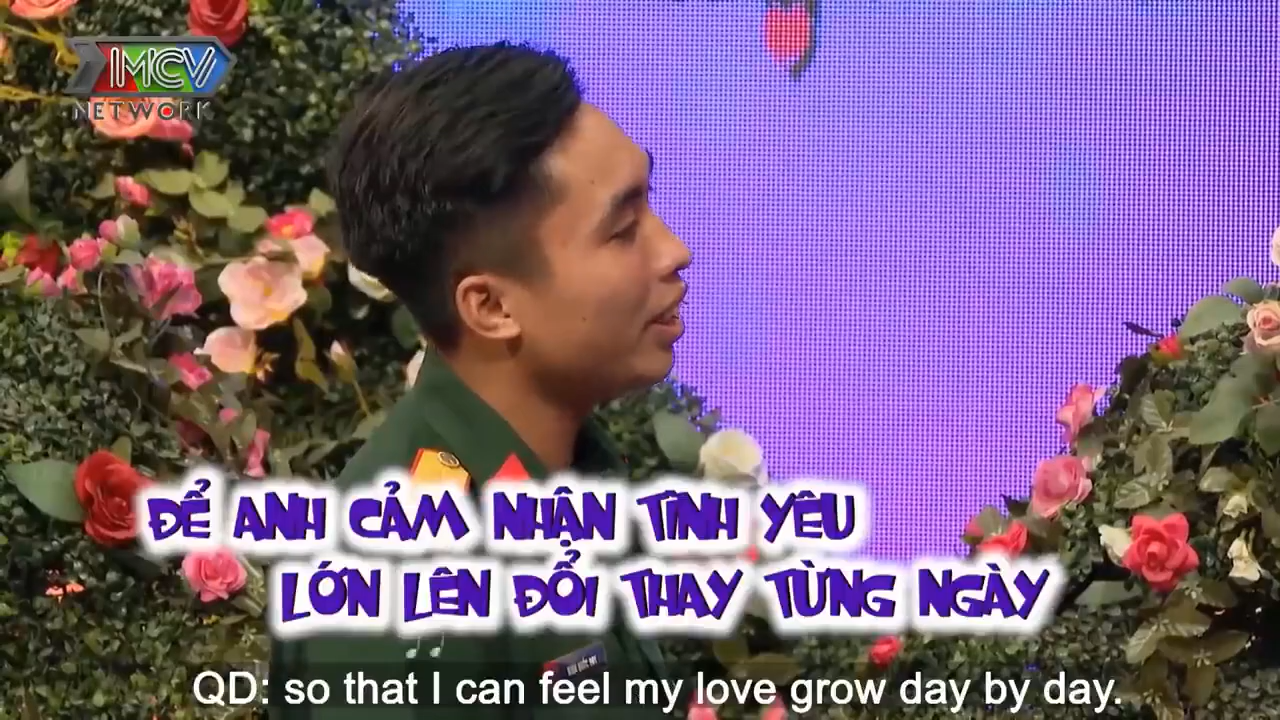 MCV
NETWORK
ĐỂ ANH CẢM NHẬN TÌNH YÊU
LỚN LÊN ĐỔI THAY TỪNG NGÀY
QD: so that I can feel my love grow day by day.